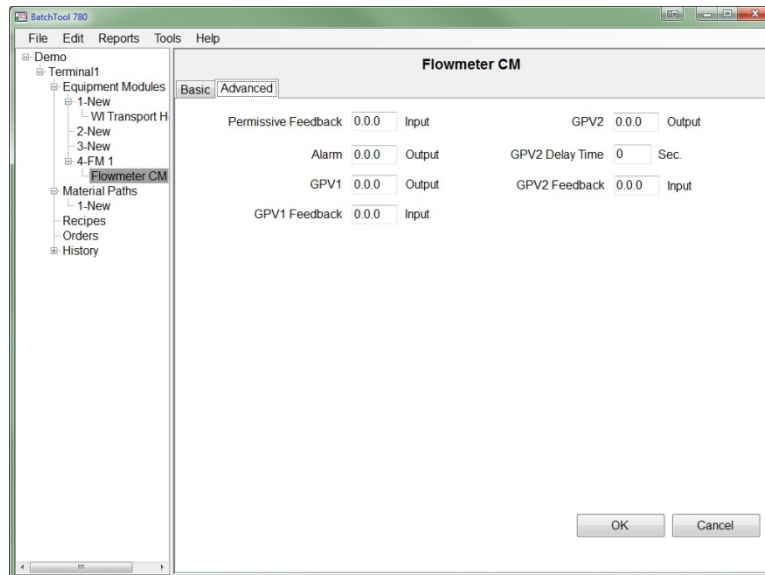 BatchTool 780
File Edit Reports Tools Help
Demo
Terminal1
Equipment Modules
1-New
WI Transport H
2-New
3-New
4-FM 1
Flowmeter CM
Material Paths
1-New
Recipes
Orders
History
Flowmeter CM
Basic Advanced
Permissive Feedback 0.0.0 Input
Alarm 0.0.0 Output
GPV1 0.0.0 Output
GPV1 Feedback 0.0.0 Input
GPV2 0.0.0 Output
GPV2 Delay Time 0 Sec.
GPV2 Feedback 0.0.0 Input
OK Cancel